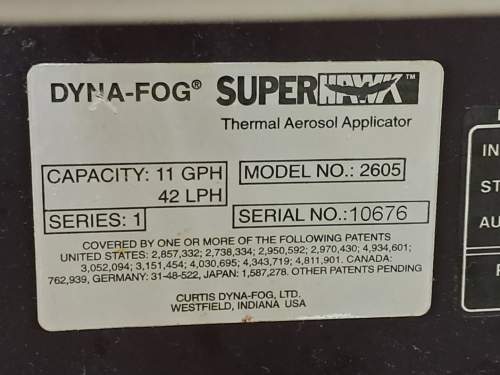 DYNA-FOG® SUPERHAWK™
Thermal Aerosol Applicator
CAPACITY: 11 GPH
42 LPH
MODEL NO.: 2605
SERIES: 1
SERIAL NO.: 10676
COVERED BY ONE OR MORE OF THE FOLLOWING PATENTS
UNITED STATES: 2,857,332; 2,738,334; 2,950,592; 2,970,430; 4,934,601;
3,052,094; 3,151,454; 4,030,695; 4,343,719; 4,811,901. CANADA:
762,939, GERMANY: 31-48-522, JAPAN: 1,587,278. OTHER PATENTS PENDING
CURTIS DYNA-FOG, LTD.
WESTFIELD, INDIANA USA
IN
ST
AU